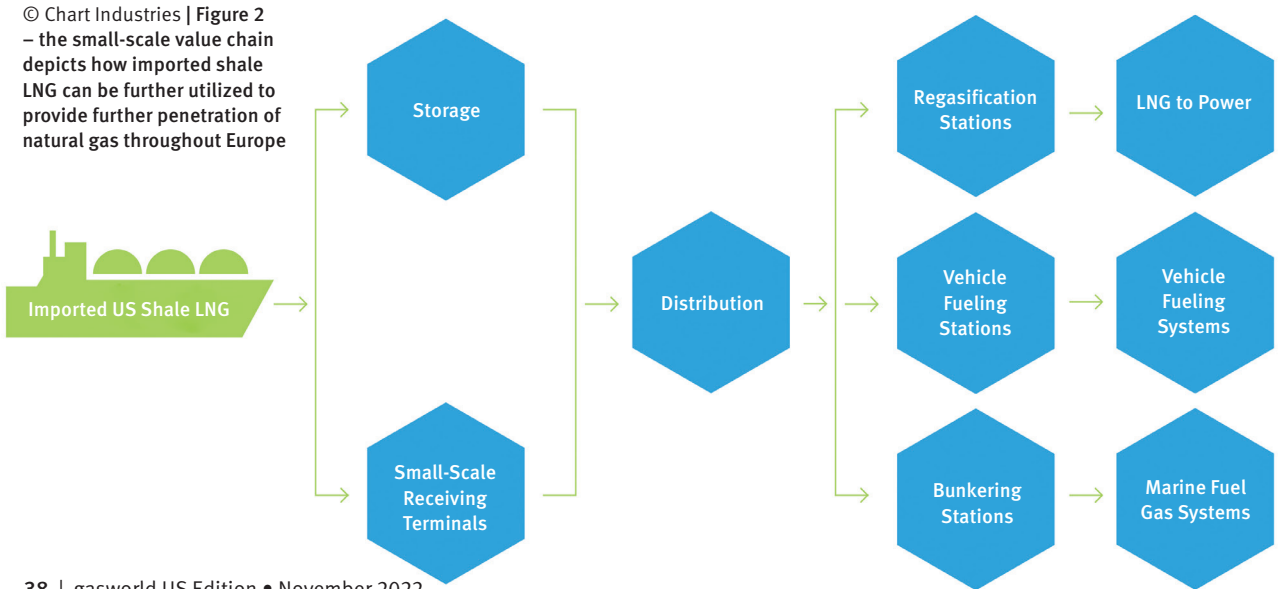 © Chart Industries | Figure 2
– the small-scale value chain
depicts how imported shale
LNG can be further utilized to
provide further penetration of
natural gas throughout Europe
Imported US Shale LNG
Storage
Small-Scale
Receiving
Terminals
Distribution
Regasification
Stations
LNG to Power
Vehicle
Fueling
Stations
Vehicle
Fueling
Systems
Bunkering
Stations
Marine Fuel
Gas Systems
38 | gasworld US Edition • November 2022